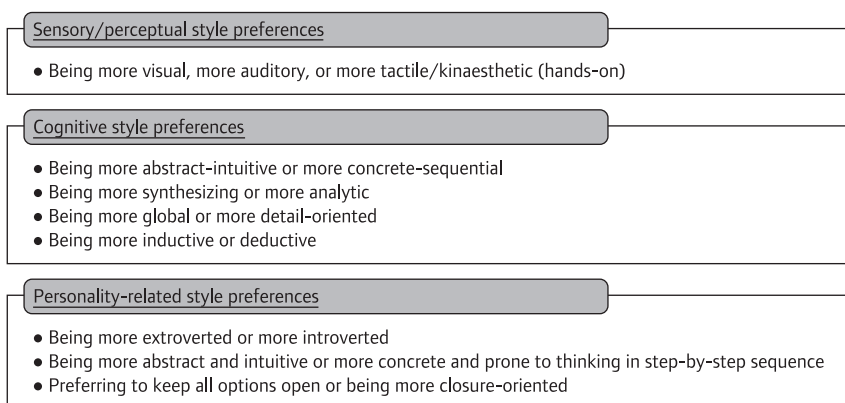 Sensory/perceptual style preferences
● Being more visual, more auditory, or more tactile/kinaesthetic (hands-on)
Cognitive style preferences
● Being more abstract-intuitive or more concrete-sequential
● Being more synthesizing or more analytic
● Being more global or more detail-oriented
● Being more inductive or deductive
Personality-related style preferences
● Being more extroverted or more introverted
● Being more abstract and intuitive or more concrete and prone to thinking in step-by-step sequence
● Preferring to keep all options open or being more closure-oriented